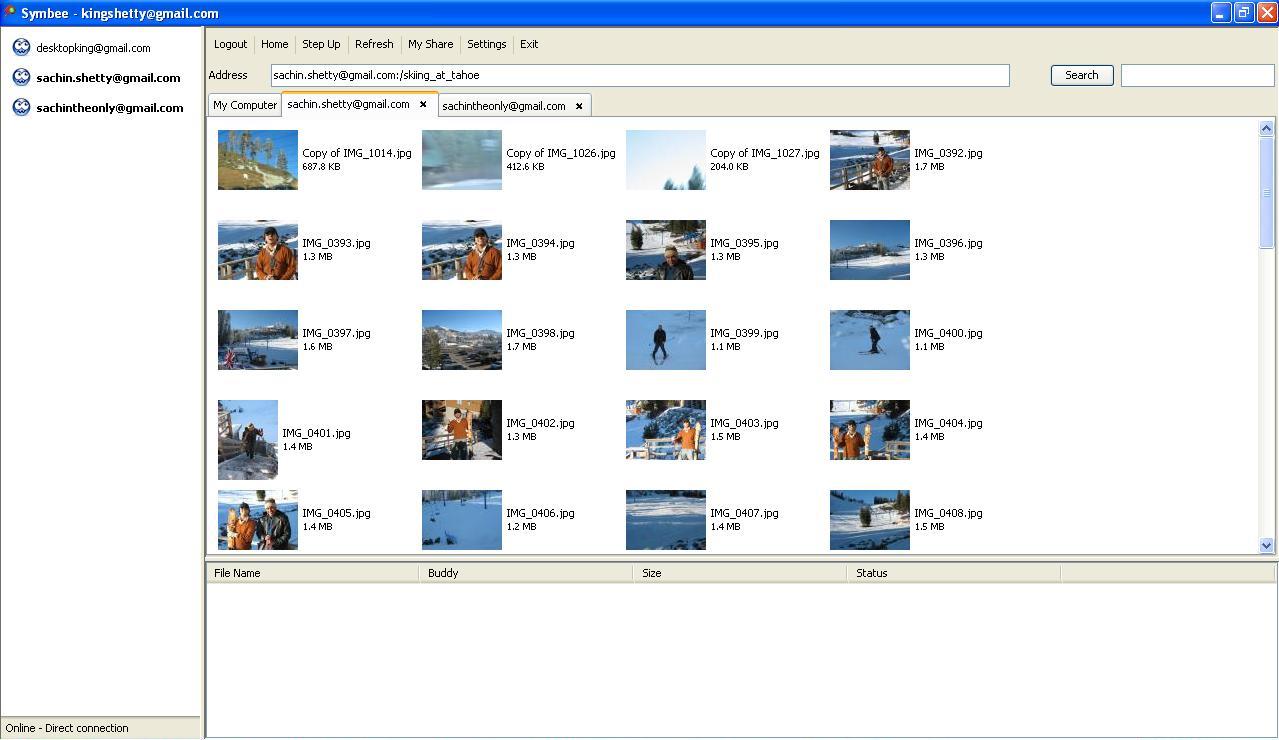 Symbee - kingshetty@gmail.com
desktopking@gmail.com
sachin.shetty@gmail.com
sachintheonly@gmail.com
Online - Direct connection
Logout Home Step Up Refresh My Share Settings Exit
Address sachin.shetty@gmail.com:/skiing_at_tahoe Search
My Computer sachin.shetty@gmail.com x sachintheonly@gmail.com x
Copy of IMG_1014.jpg
687.8 KB
Copy of IMG_1026.jpg
412.6 KB
Copy of IMG_1027.jpg
204.0 KB
IMG_0392.jpg
1.7 MB
IMG_0393.jpg
1.3 MB
IMG_0394.jpg
1.3 MB
IMG_0395.jpg
1.3 MB
IMG_0396.jpg
1.3 MB
IMG_0397.jpg
1.6 MB
IMG_0398.jpg
1.7 MB
IMG_0399.jpg
1.1 MB
IMG_0400.jpg
1.1 MB
IMG_0401.jpg
1.4 MB
IMG_0402.jpg
1.3 MB
IMG_0403.jpg
1.5 MB
IMG_0404.jpg
1.4 MB
IMG_0405.jpg
1.4 MB
IMG_0406.jpg
1.2 MB
IMG_0407.jpg
1.4 MB
IMG_0408.jpg
1.5 MB
File Name Buddy Size Status